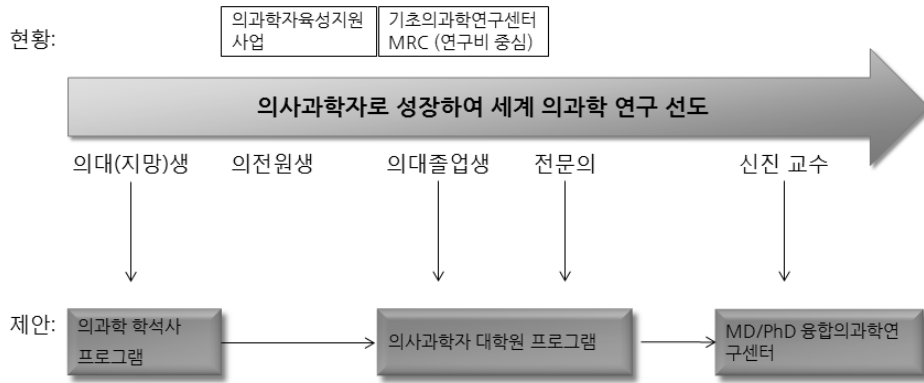 현황:
의과학자육성지원
사업
기초의과학연구센터
MRC (연구비 중심)
의사과학자로 성장하여 세계 의과학 연구 선도
의대(지망)생 의전원생 의대졸업생 전문의 신진 교수
제안:
의과학 학석사
프로그램
의사과학자 대학원 프로그램
MD/PhD 융합의과학연
구센터